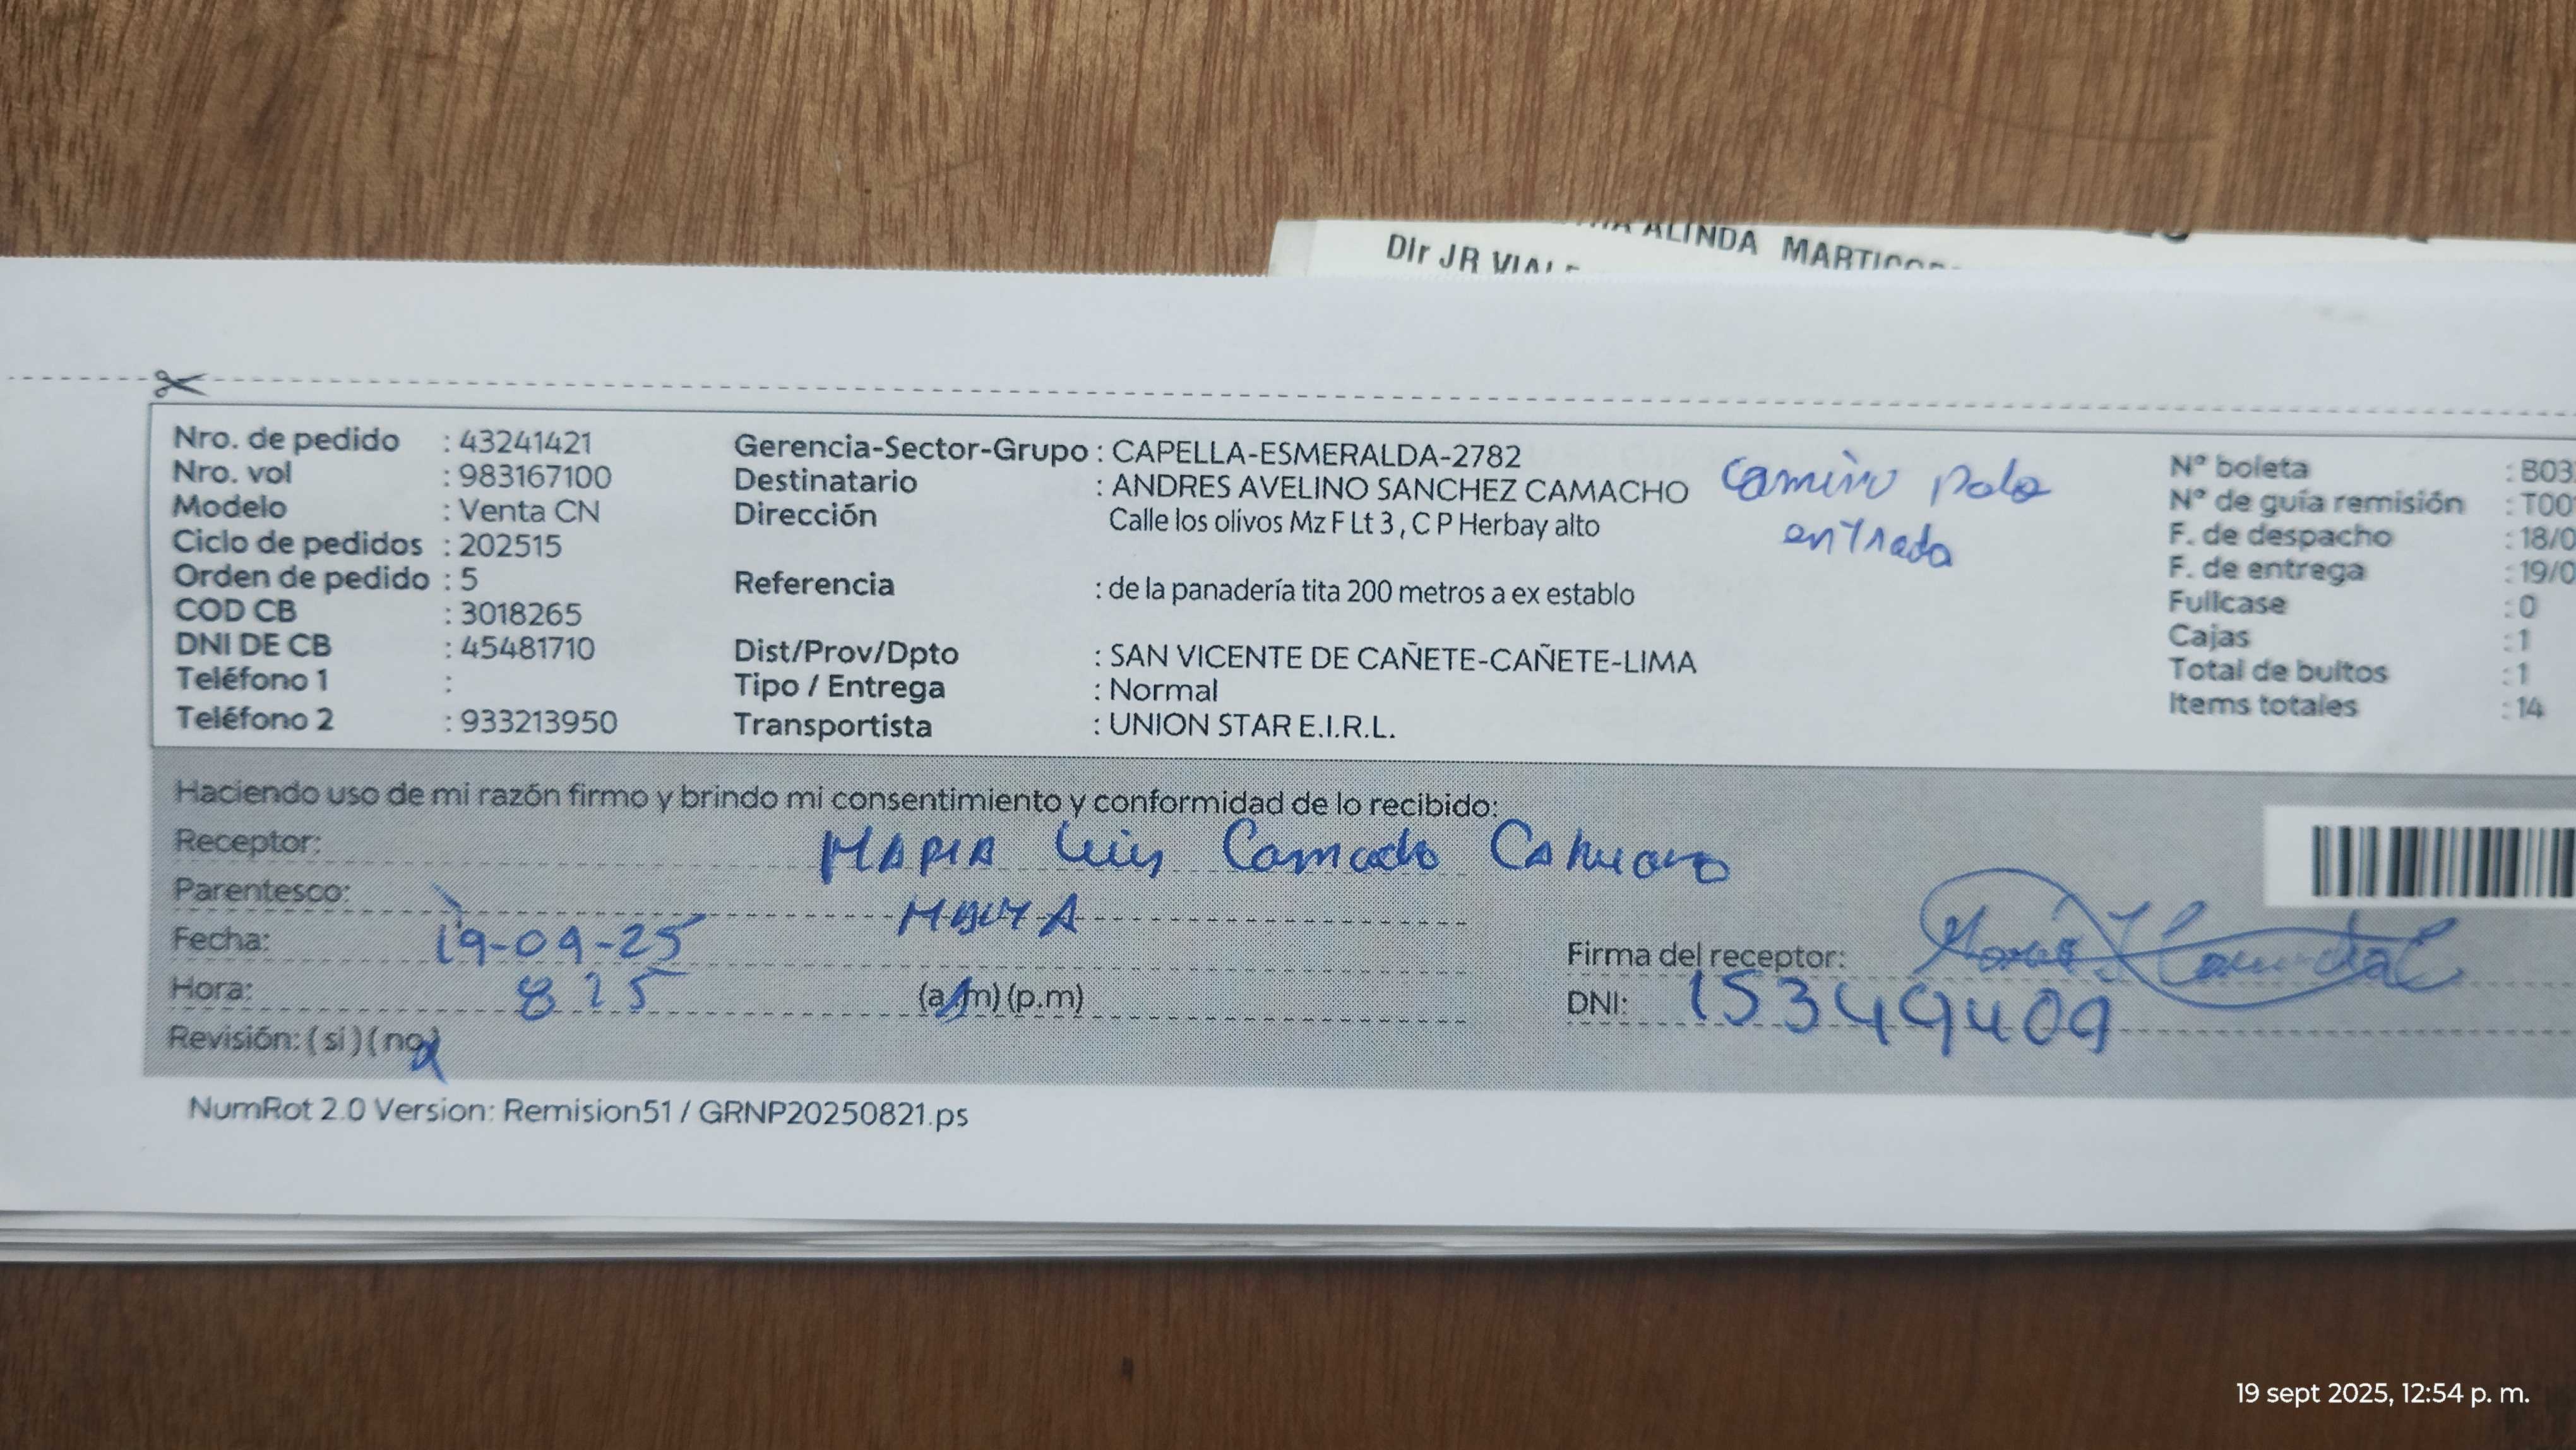 ALINDA
Dir JR
Nro. de pedido : 43241421
Nro. vol : 983167100
Modelo : Venta CN
Ciclo de pedidos : 202515
Orden de pedido : 5
COD CB : 3018265
DNI DE CB : 45481710
Teléfono 1 :
Teléfono 2 : 933213950
Gerencia-Sector-Grupo : CAPELLA-ESMERALDA-2782
Destinatario : ANDRES AVELINO SANCHEZ CAMACHO
Dirección Calle los olivos Mz F Lt 3 , C P Herbay alto
Referencia : de la panadería tita 200 metros a ex establo
Dist/Prov/Dpto : SAN VICENTE DE CAÑETE-CAÑETE-LIMA
Tipo / Entrega : Normal
Transportista : UNION STAR E.I.R.L.
camino palo
entrada
Nº boleta : B03
Nº de guía remisión : T00
F. de despacho : 18/0
F. de entrega : 19/0
Fullcase : 0
Cajas : 1
Total de bultos : 1
Items totales : 14
Haciendo uso de mi razón firmo y brindo mi consentimiento y conformidad de lo recibido:
Receptor: MARIA
Parentesco:
Fecha: 19-09-25
Hora: 8 25 (a.m) (p.m)
Revisión: ( si ) ( no )
Firma del receptor:
DNI: 15349409
NumRot 2.0 Version: Remision51 / GRNP20250821.ps
19 sept 2025, 12:54 p. m.